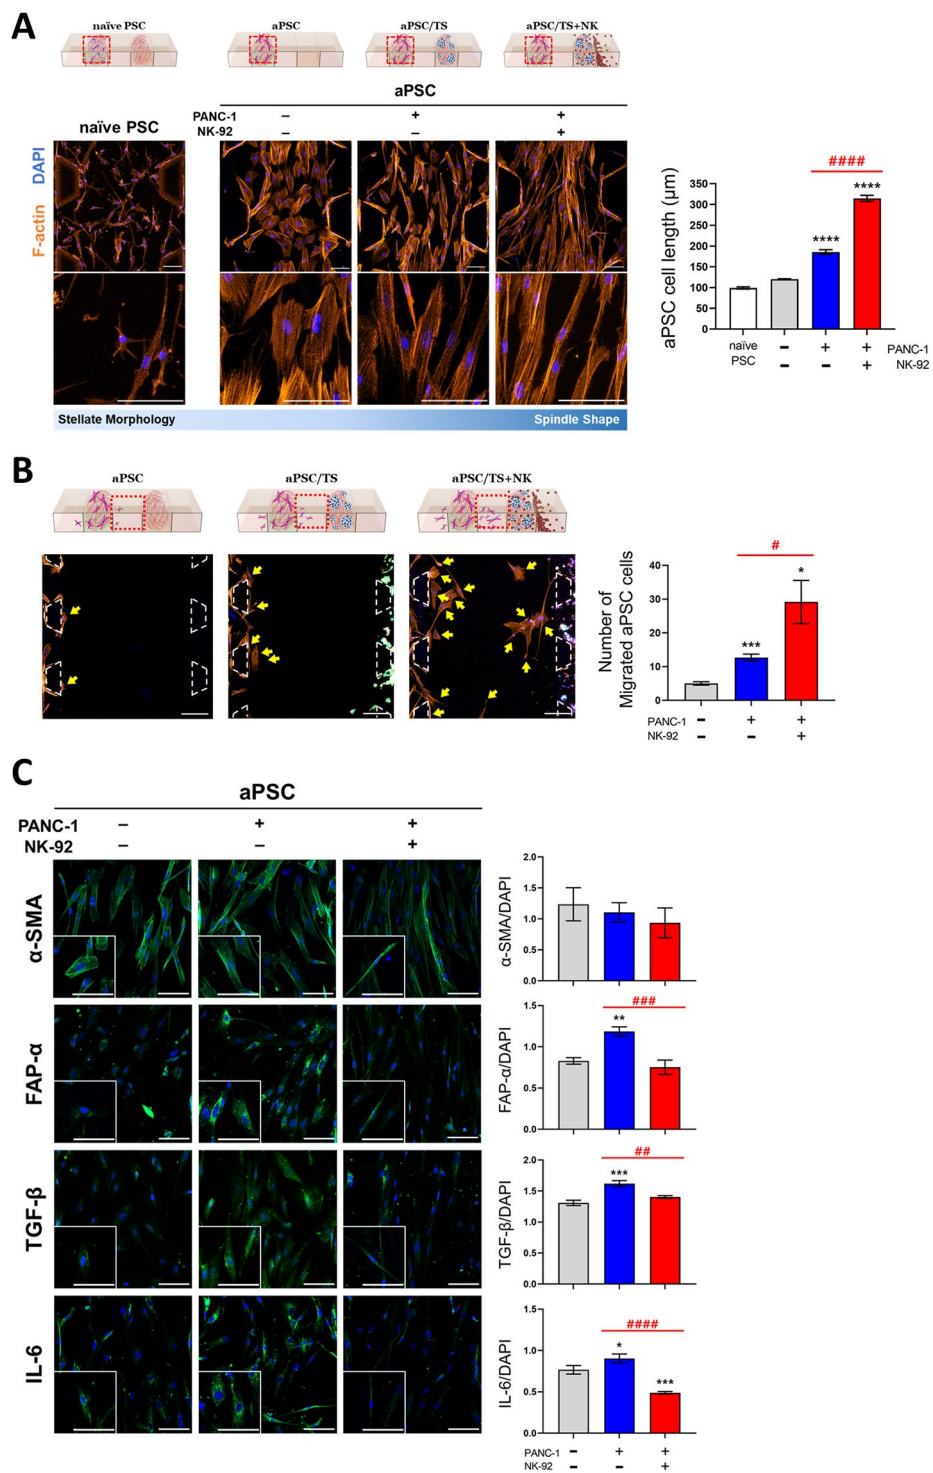 A
naïve PSC
aPSC
aPSC/TS
aPSC/TS+NK
aPSC
PANC-1 – + +
NK-92 – – +
naïve PSC
F-actin DAPI
Stellate Morphology
Spindle Shape
aPSC cell length (μm)
350
300
250
200
150
100
50
0
####
****
****
naïve PSC – + + PANC-1
– – + NK-92
B
aPSC
aPSC/TS
aPSC/TS+NK
Number of
Migrated aPSC cells
40
30
20
10
0
#
***
*
PANC-1 – + +
NK-92 – – +
C
aPSC
PANC-1 – + +
NK-92 – – +
α-SMA
FAP-α
TGF-β
IL-6
α-SMA/DAPI
2.0
1.5
1.0
0.5
0.0
FAP-α/DAPI
1.5
1.0
0.5
0.0
###
**
TGF-β/DAPI
2.0
1.5
1.0
0.5
0.0
##
***
IL-6/DAPI
1.5
1.0
0.5
0.0
####
*
***
PANC-1 – + +
NK-92 – – +